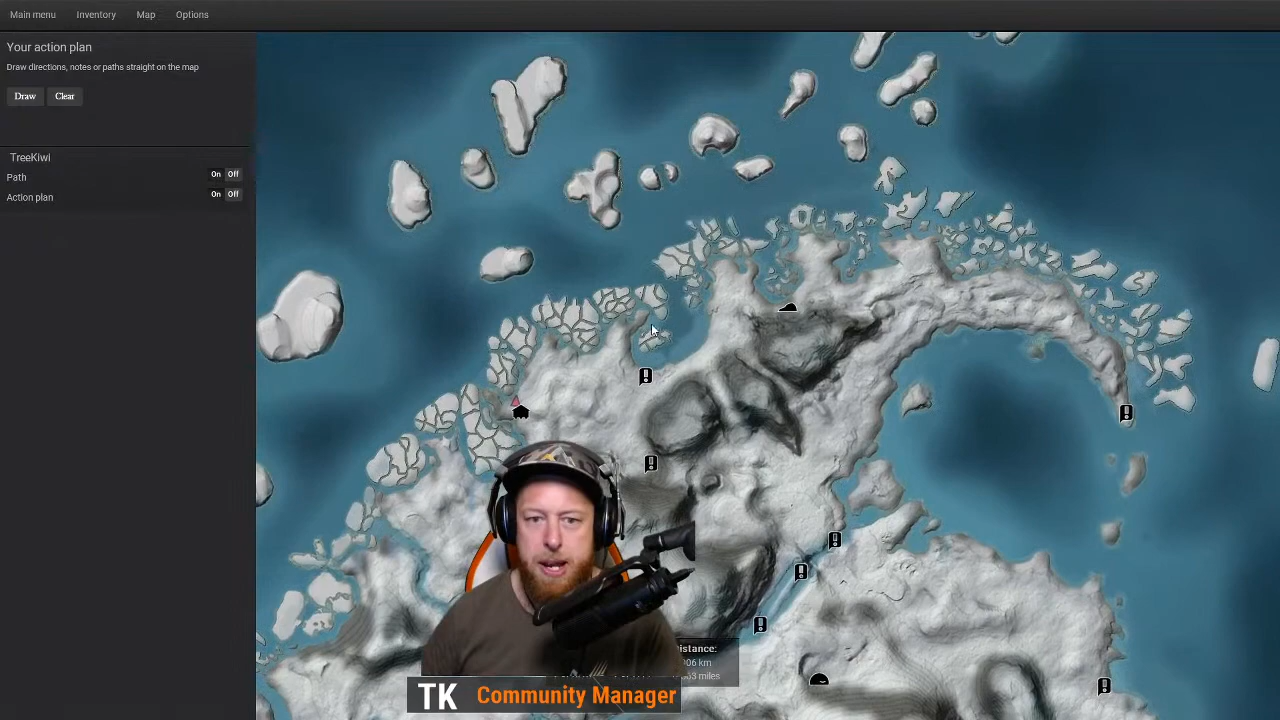 Main menu Inventory Map Options
Your action plan
Draw directions, notes or paths straight on the map
Draw Clear
TreeKiwi
Path On Off
Action plan On Off
TK Community Manager